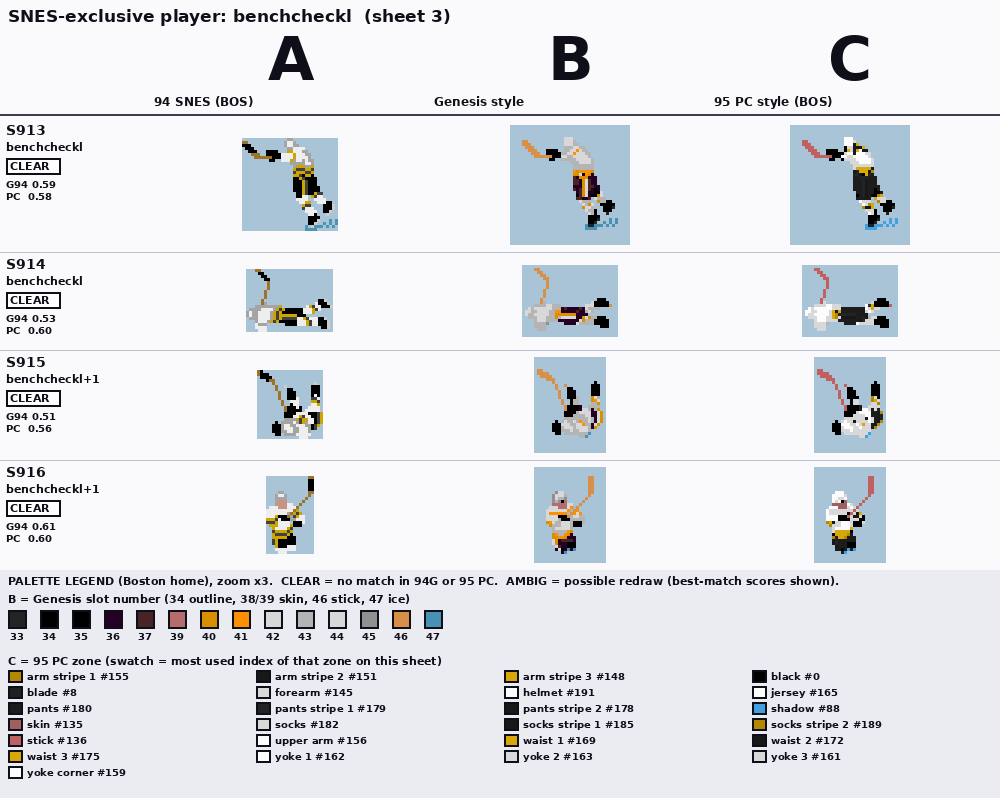 SNES-exclusive player: benchcheckl (sheet 3)
A B C
94 SNES (BOS) Genesis style 95 PC style (BOS)
S913
benchcheckl
CLEAR
G94 0.59
PC 0.58
S914
benchcheckl
CLEAR
G94 0.53
PC 0.60
S915
benchcheckl+1
CLEAR
G94 0.51
PC 0.56
S916
benchcheckl+1
CLEAR
G94 0.61
PC 0.60
PALETTE LEGEND (Boston home), zoom x3. CLEAR = no match in 94G or 95 PC. AMBIG = possible redraw (best-match scores shown).
B = Genesis slot number (34 outline, 38/39 skin, 46 stick, 47 ice)
33 34 35 36 37 39 40 41 42 43 44 45 46 47
C = 95 PC zone (swatch = most used index of that zone on this sheet)
arm stripe 1 #155 arm stripe 2 #151 arm stripe 3 #148 black #0
blade #8 forearm #145 helmet #191 jersey #165
pants #180 pants stripe 1 #179 pants stripe 2 #178 shadow #88
skin #135 socks #182 socks stripe 1 #185 socks stripe 2 #189
stick #136 upper arm #156 waist 1 #169 waist 2 #172
waist 3 #175 yoke 1 #162 yoke 2 #163 yoke 3 #161
yoke corner #159